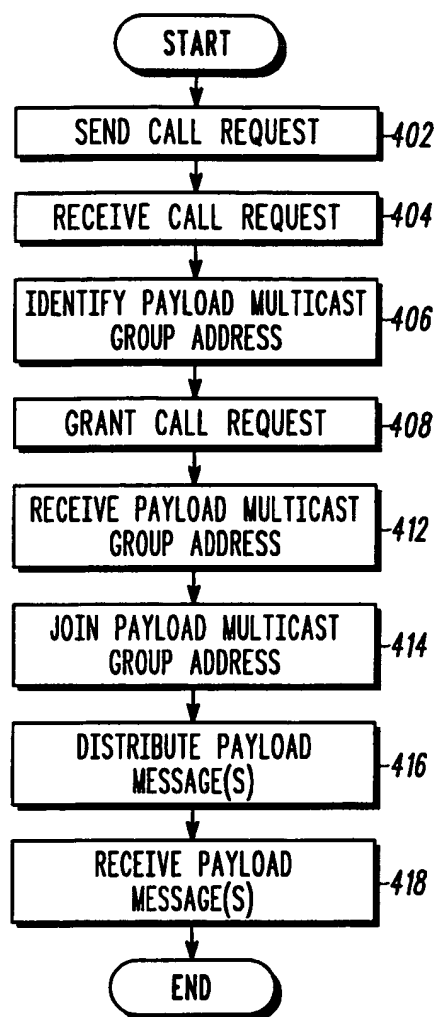 START
SEND CALL REQUEST
402
RECEIVE CALL REQUEST
404
IDENTIFY PAYLOAD MULTICAST
GROUP ADDRESS
406
GRANT CALL REQUEST
408
RECEIVE PAYLOAD MULTICAST
GROUP ADDRESS
412
JOIN PAYLOAD MULTICAST
GROUP ADDRESS
414
DISTRIBUTE PAYLOAD
MESSAGE(S)
416
RECEIVE PAYLOAD
MESSAGE(S)
418
END